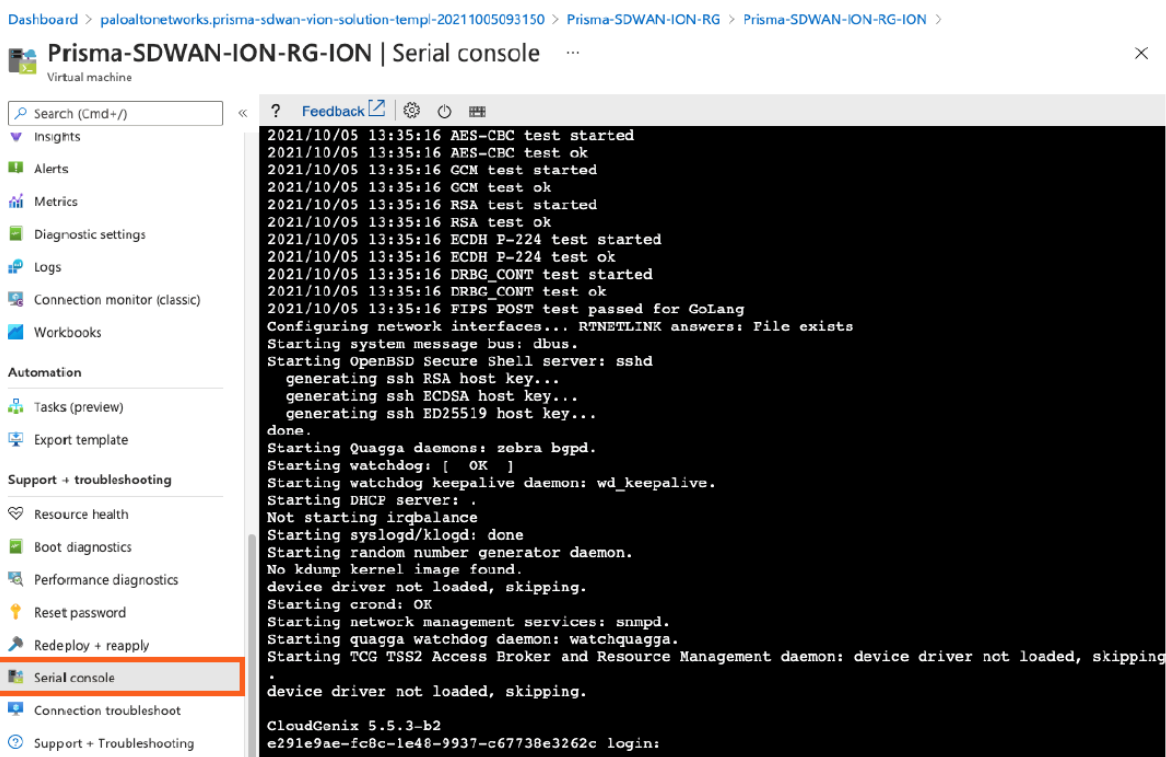 Dashboard > paloaltonetworks.prisma-sdwan-vion-solution-templ-20211005093150 > Prisma-SDWAN-ION-RG > Prisma-SDWAN-ION-RG-ION >
Prisma-SDWAN-ION-RG-ION | Serial console ...
Virtual machine
Search (Cmd+/)
«
Insights
Alerts
Metrics
Diagnostic settings
Logs
Connection monitor (classic)
Workbooks
Automation
Tasks (preview)
Export template
Support + troubleshooting
Resource health
Boot diagnostics
Performance diagnostics
Reset password
Redeploy + reapply
Serial console
Connection troubleshoot
Support + Troubleshooting
? Feedback
2021/10/05 13:35:16 AES-CBC test started
2021/10/05 13:35:16 AES-CBC test ok
2021/10/05 13:35:16 GCM test started
2021/10/05 13:35:16 GCM test ok
2021/10/05 13:35:16 RSA test started
2021/10/05 13:35:16 RSA test ok
2021/10/05 13:35:16 ECDH P-224 test started
2021/10/05 13:35:16 ECDH P-224 test ok
2021/10/05 13:35:16 DRBG_CONT test started
2021/10/05 13:35:16 DRBG_CONT test ok
2021/10/05 13:35:16 FIPS POST test passed for GoLang
Configuring network interfaces... RTNETLINK answers: File exists
Starting system message bus: dbus.
Starting OpenBSD Secure Shell server: sshd
generating ssh RSA host key...
generating ssh ECDSA host key...
generating ssh ED25519 host key...
done.
Starting Quagga daemons: zebra bgpd.
Starting watchdog: [ OK ]
Starting watchdog keepalive daemon: wd_keepalive.
Starting DHCP server: .
Not starting irqbalance
Starting syslogd/klogd: done
Starting random number generator daemon.
No kdump kernel image found.
device driver not loaded, skipping.
Starting crond: OK
Starting network management services: snmpd.
Starting quagga watchdog daemon: watchquagga.
Starting TCG TSS2 Access Broker and Resource Management daemon: device driver not loaded, skipping
.
device driver not loaded, skipping.
CloudGenix 5.5.3-b2
e291e9ae-fc8c-1e48-9937-c67738e3262c login: